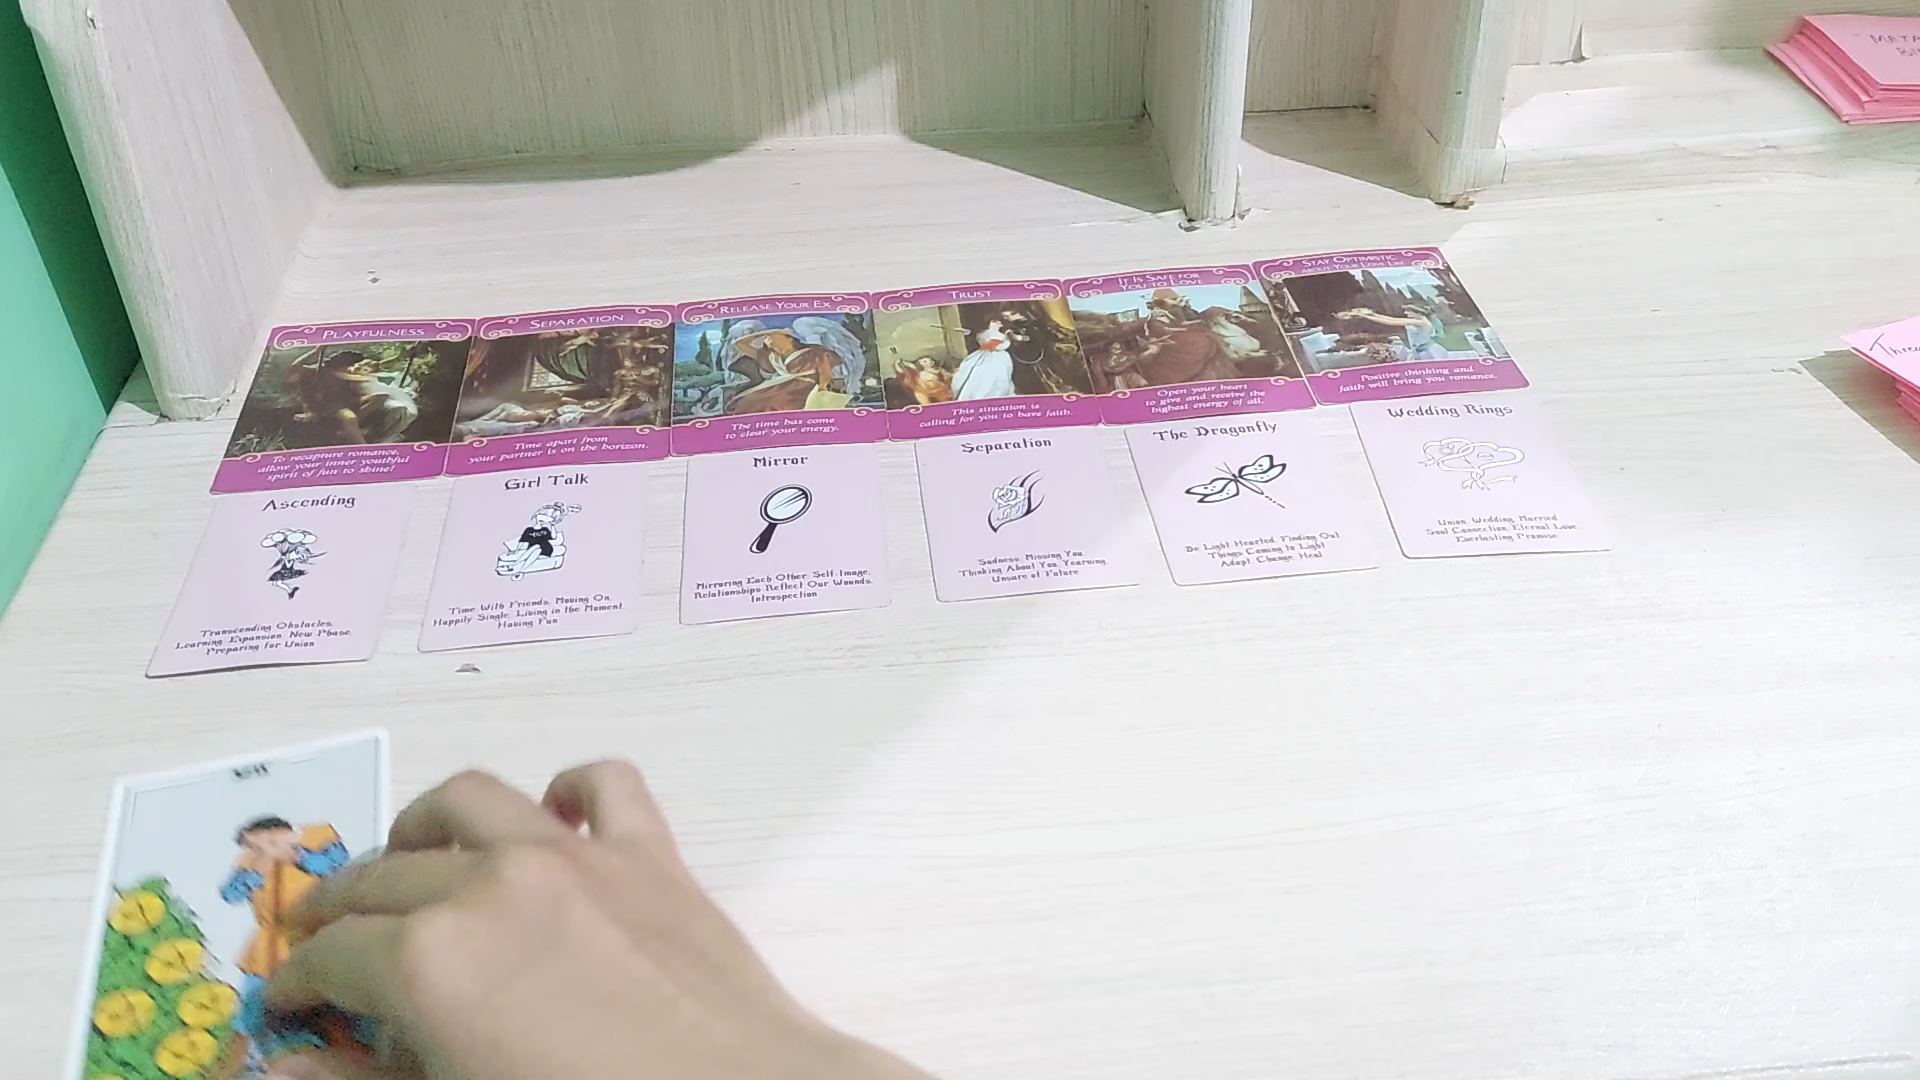 PLAYFULNESS
To recapture romance,
allow your inner youthful
spirit of fun to shine!
SEPARATION
Time apart from
your partner is on the horizon.
RELEASE YOUR EX
The time has come
to clear your energy.
TRUST
This situation is
calling for you to have faith.
IT IS SAFE FOR
YOU TO LOVE
Open your heart
to give and receive the
highest energy of all.
STAY OPTIMISTIC
ABOUT YOUR LOVE LIFE
Positive thinking and
faith will bring you romance.
Ascending
Transcending Obstacles,
Learning, Expansion, New Phase,
Preparing for Union
Girl Talk
Time With Friends, Moving On,
Happily Single, Living in the Moment,
Having Fun
Mirror
Mirroring Each Other, Self-Image,
Relationships Reflect Our Wounds,
Introspection
Separation
Sadness, Missing You,
Thinking About You, Yearning,
Unsure of Future
The Dragonfly
Be Light Hearted, Finding Out,
Things Coming to Light
Adapt, Change, Heal
Wedding Rings
Union, Wedding, Married
Soul Connection, Eternal Love,
Everlasting Promise
VII